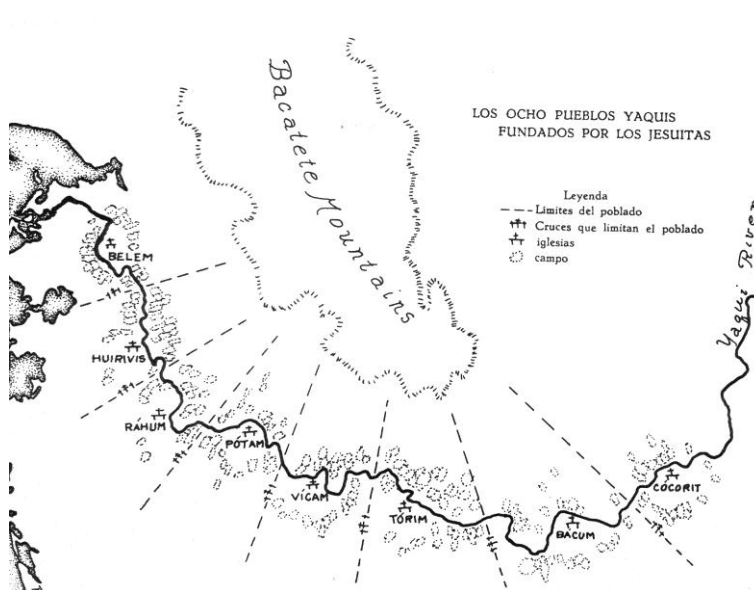 LOS OCHO PUEBLOS YAQUIS
FUNDADOS POR LOS JESUITAS
Leyenda
Limites del poblado
Cruces que limitan el poblado
iglesias
campo
Bacatete Mountains
Yaqui River
BELEM
HUIRIVIS
RAHUM
POTAM
VICAM
TORIM
BACUM
COCORIT